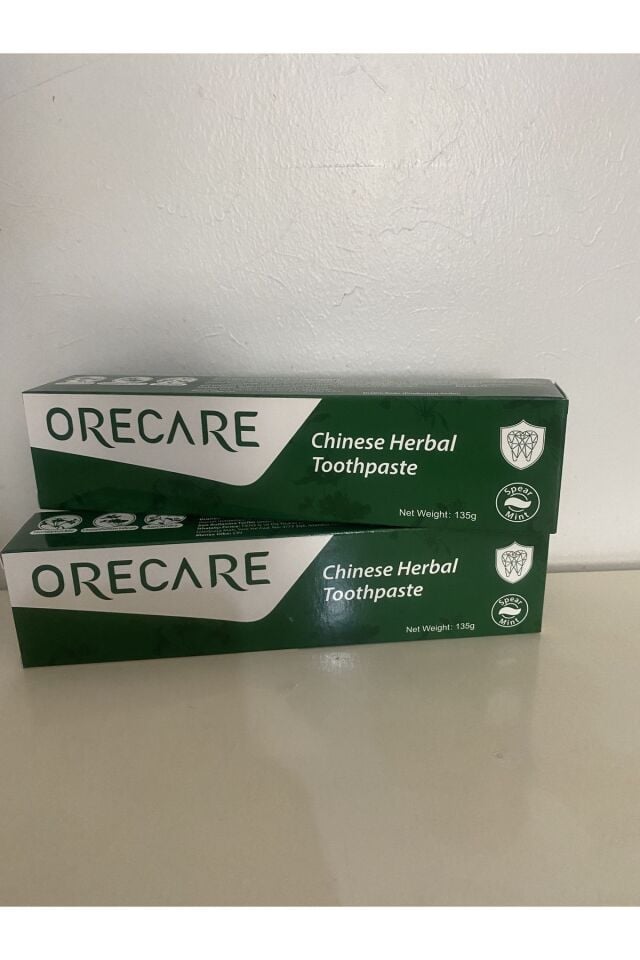 ORECARE
Chinese Herbal
Toothpaste
Net Weight: 135g
Spear
Mint
ORECARE
Chinese Herbal
Toothpaste
Net Weight: 135g
Spear
Mint